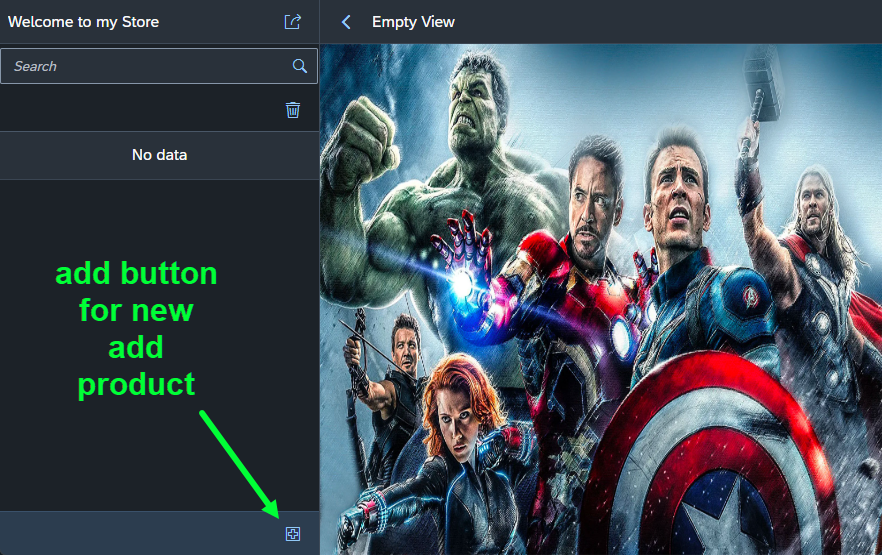 Welcome to my Store
Empty View
Search
No data
add button
for new
add
product